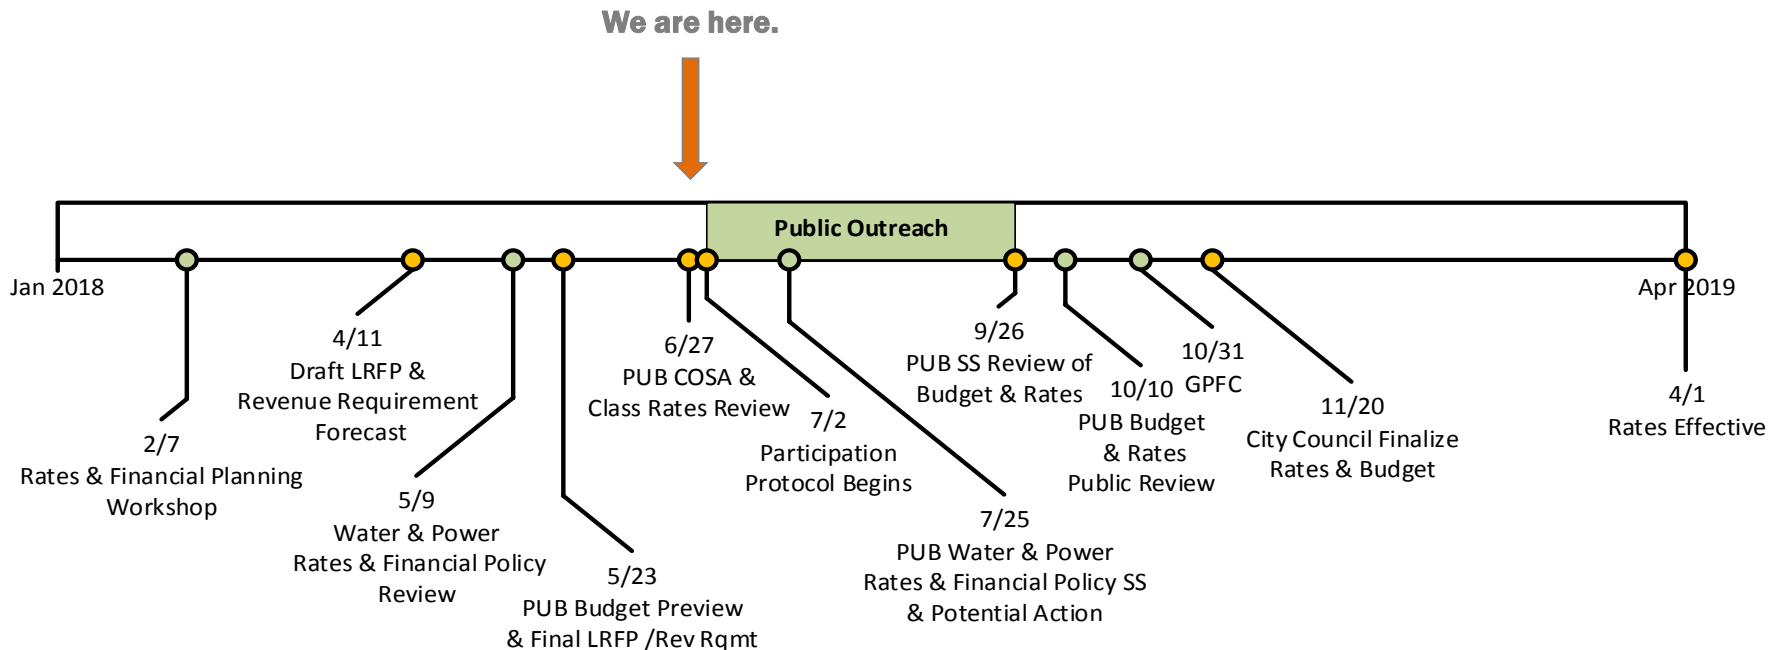 We are here.
Public Outreach
Jan 2018
Apr 2019
2/7
Rates & Financial Planning
Workshop
4/11
Draft LRFP &
Revenue Requirement
Forecast
5/9
Water & Power
Rates & Financial Policy
Review
5/23
PUB Budget Preview
& Final LRFP /Rev Rqmt
6/27
PUB COSA &
Class Rates Review
7/2
Participation
Protocol Begins
7/25
PUB Water & Power
Rates & Financial Policy SS
& Potential Action
9/26
PUB SS Review of
Budget & Rates
10/10
PUB Budget
& Rates
Public Review
10/31
GPFC
11/20
City Council Finalize
Rates & Budget
4/1
Rates Effective